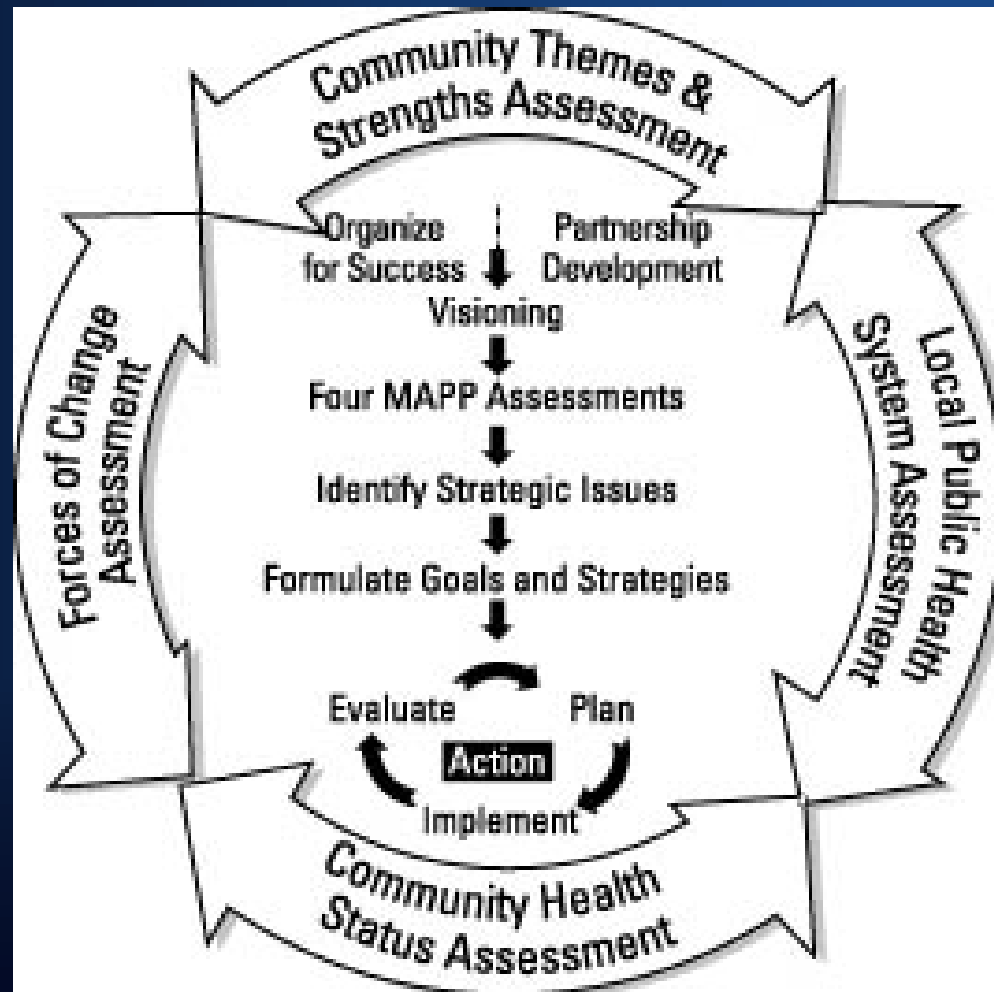 Community Themes &
Strengths Assessment
Organize
for Success
Partnership
Development
Visioning
Four MAPP Assessments
Identify Strategic Issues
Formulate Goals and Strategies
Evaluate
Plan
Action
Implement
Forces of Change
Assessment
Local Public Health
System Assessment
Community Health
Status Assessment